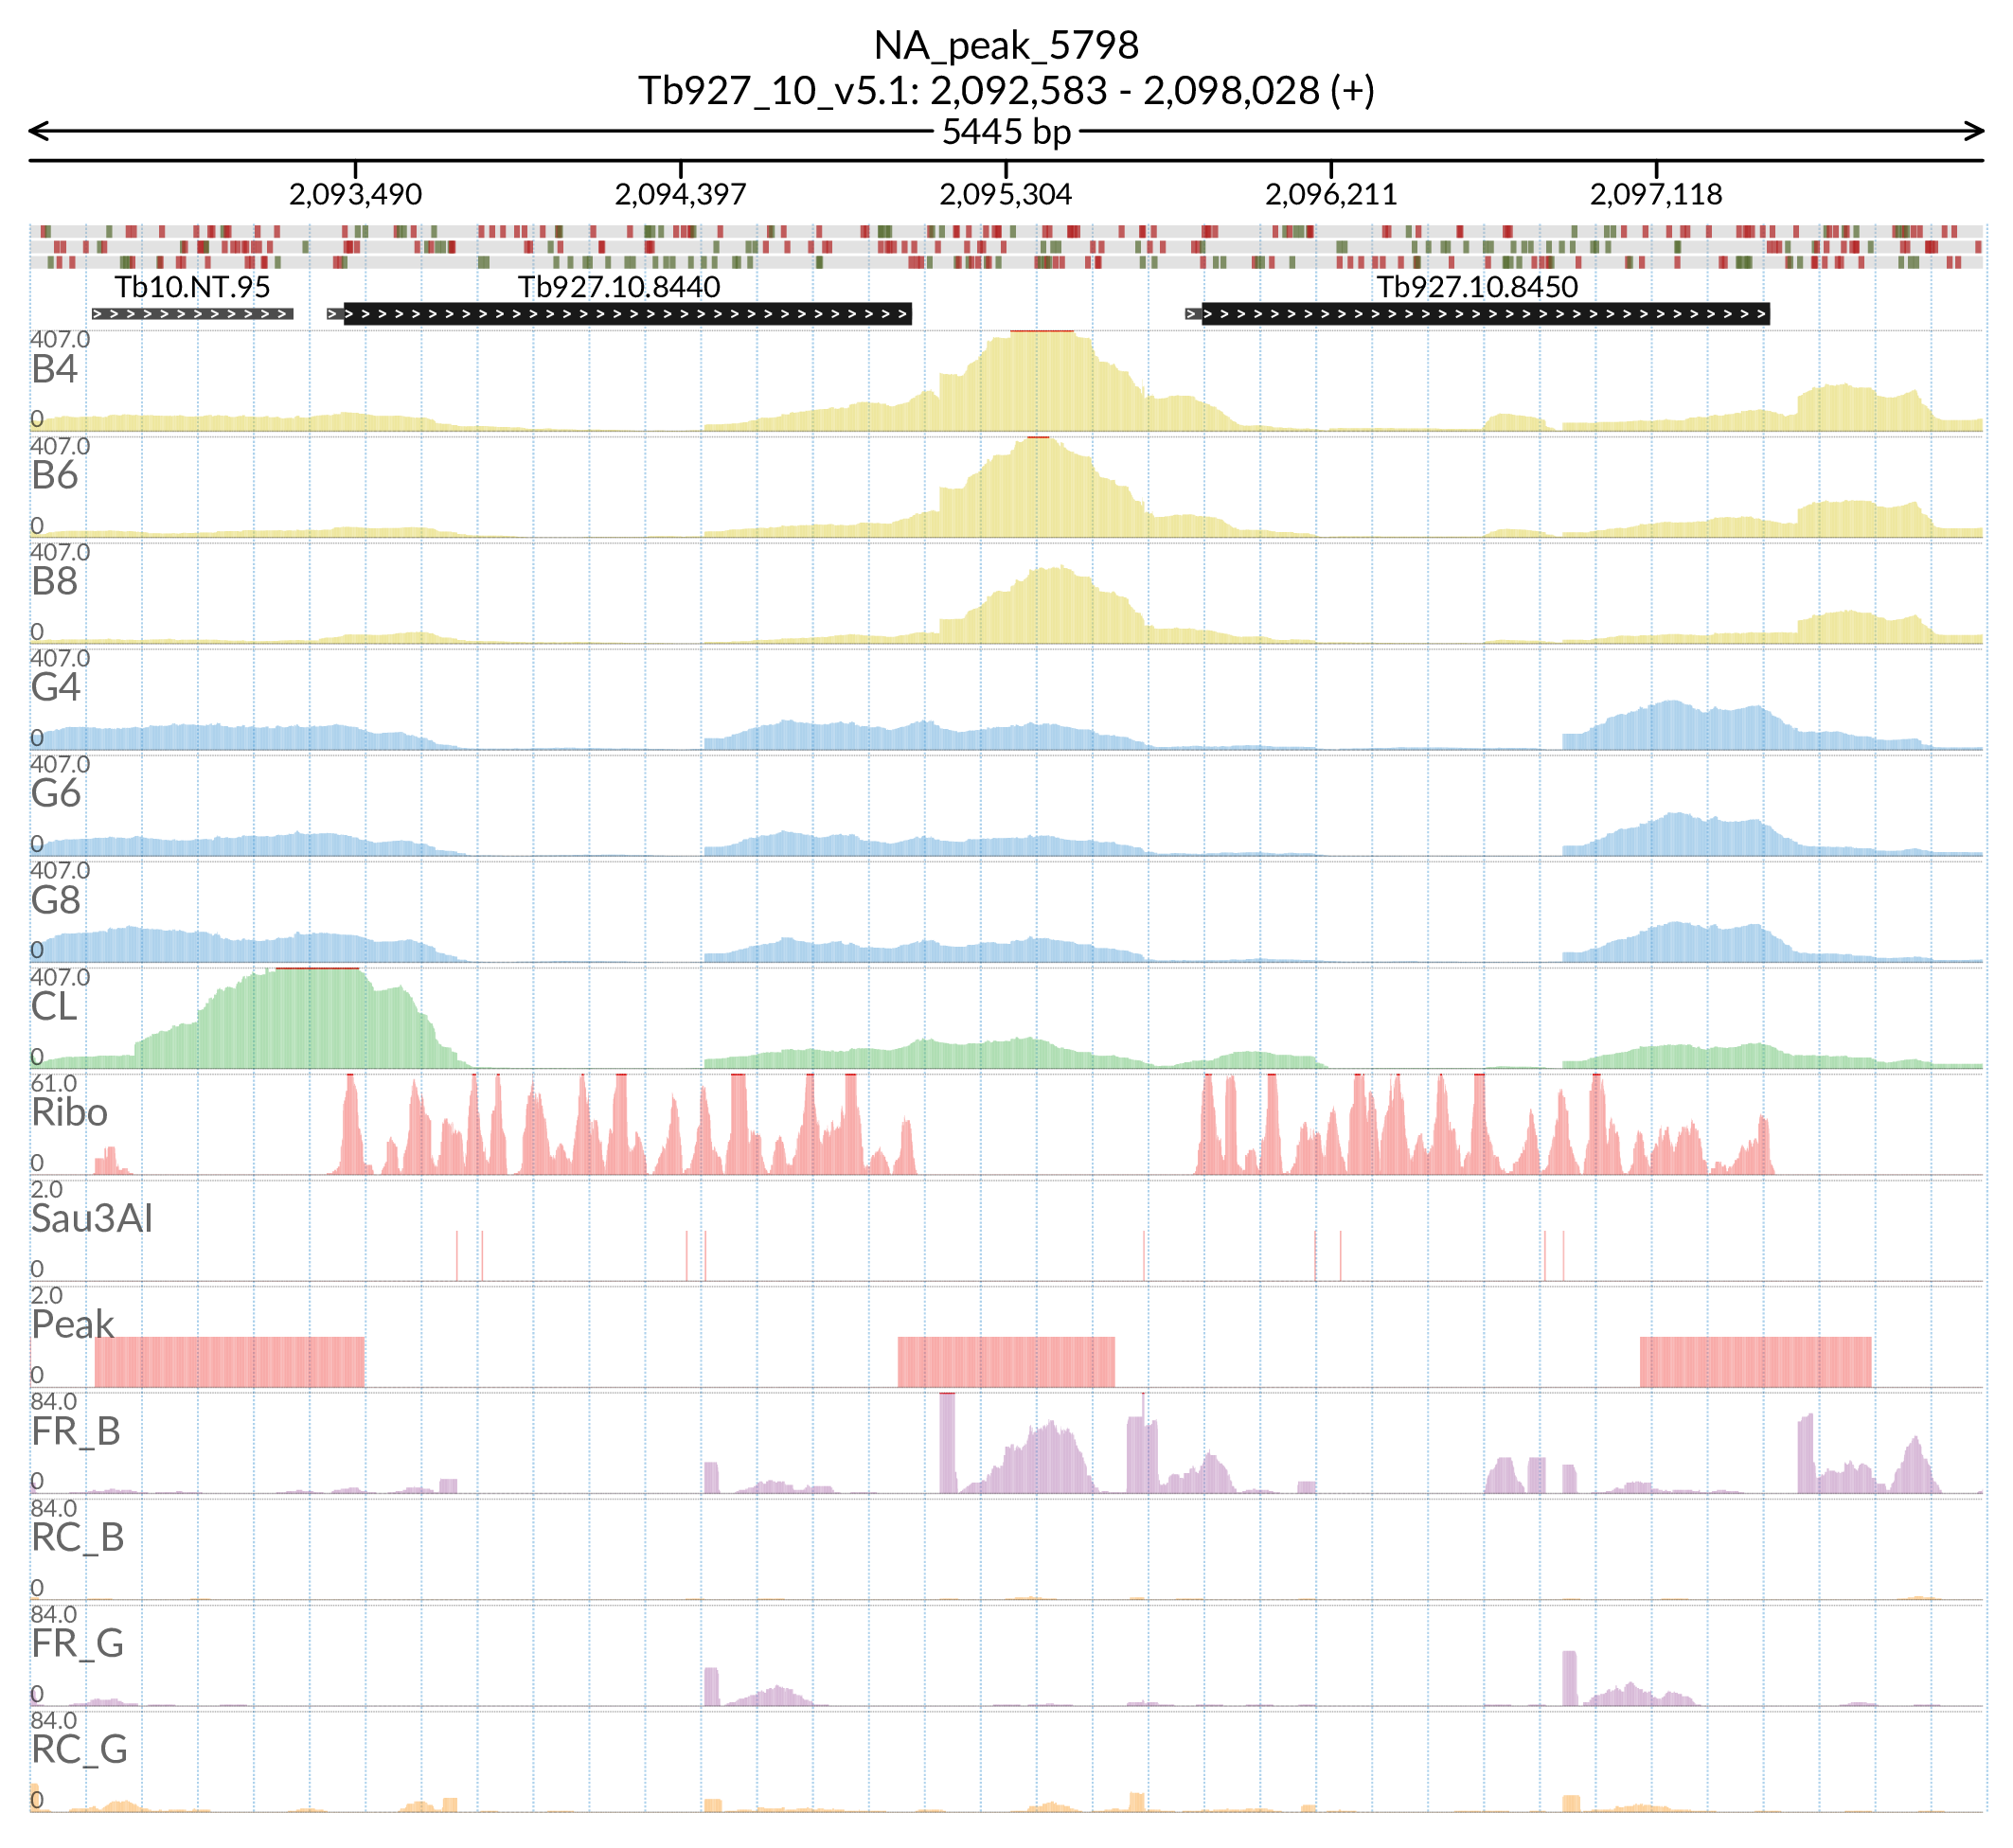 NA_peak_5798
Tb927_10_v5.1: 2,092,583 - 2,098,028 (+)
5445 bp
2,093,490 2,094,397 2,095,304 2,096,211 2,097,118
Tb10.NT.95 Tb927.10.8440 Tb927.10.8450
407.0
B4
0
407.0
B6
0
407.0
B8
0
407.0
G4
0
407.0
G6
0
407.0
G8
0
407.0
CL
0
61.0
Ribo
0
2.0
Sau3AI
0
2.0
Peak
0
84.0
FR_B
0
84.0
RC_B
0
84.0
FR_G
0
84.0
RC_G
0